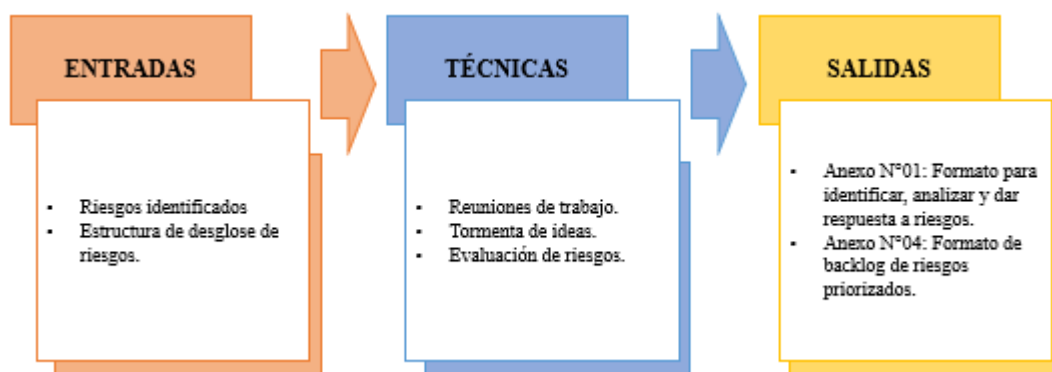 ENTRADAS
▪ Riesgos identificados
▪ Estructura de desglose de
riesgos.
TÉCNICAS
▪ Reuniones de trabajo.
▪ Tormenta de ideas.
▪ Evaluación de riesgos.
SALIDAS
▪ Anexo N°01: Formato para
identificar, analizar y dar
respuesta a riesgos.
▪ Anexo N°04: Formato de
backlog de riesgos
priorizados.